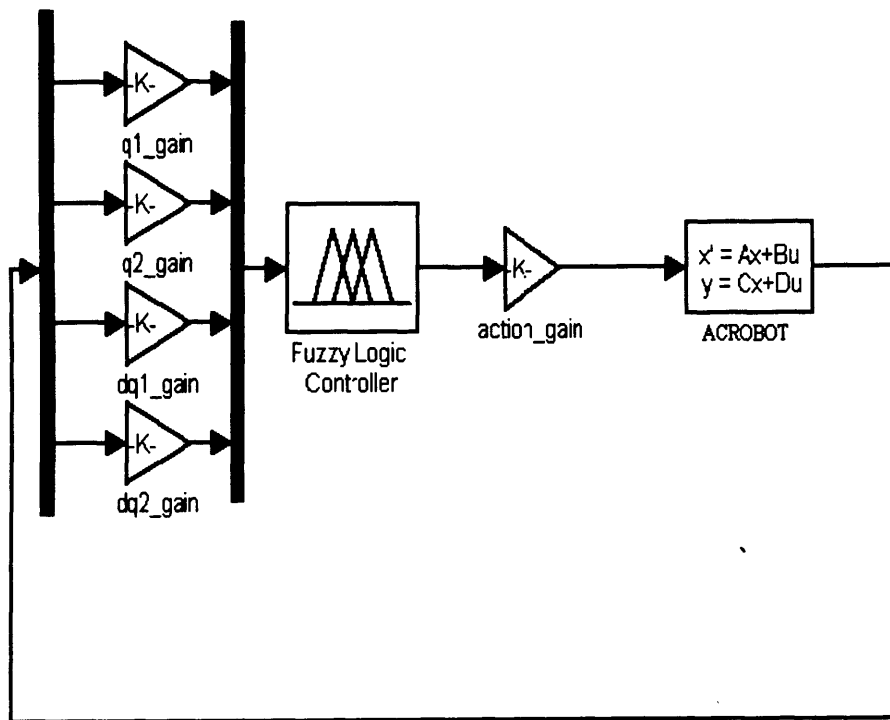 -K-
q1_gain
-K-
q2_gain
-K-
dq1_gain
-K-
dq2_gain
Fuzzy Logic
Controller
-K-
action_gain
x' = Ax+Bu
y = Cx+Du
ACROBOT